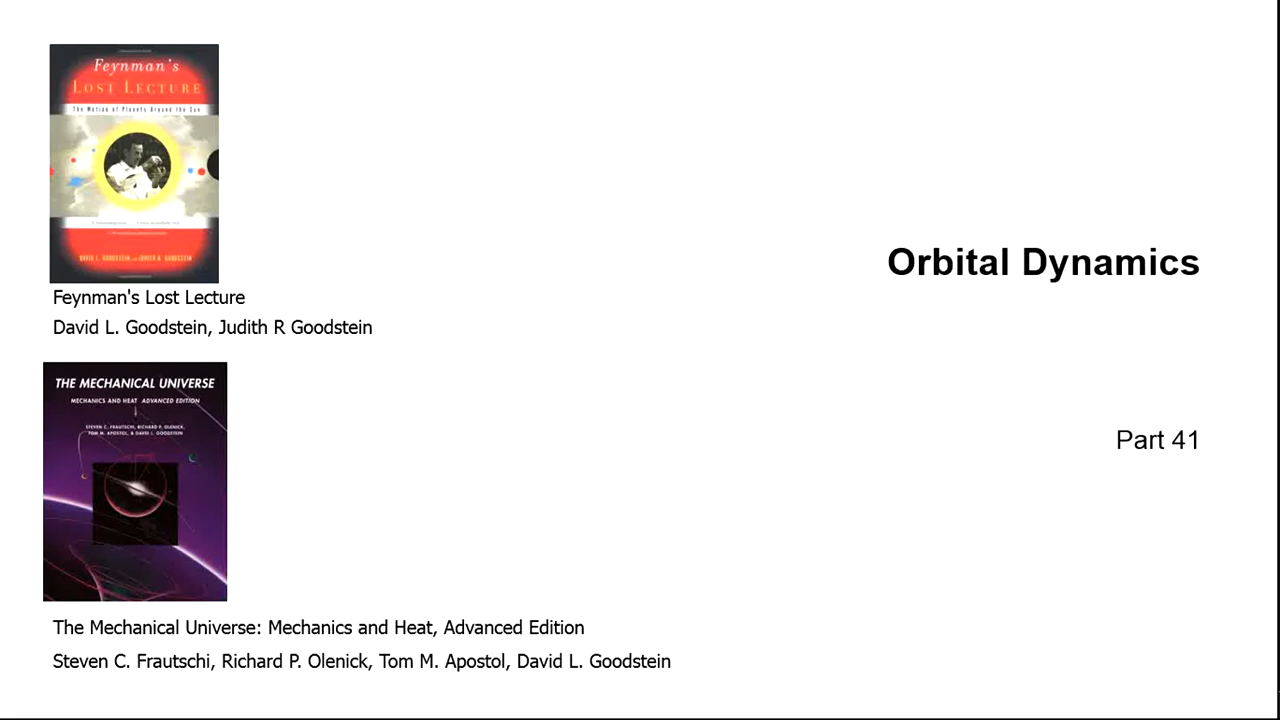 Feynman's
LOST LECTURE
The Motion of Planets Around the Sun
DAVID L. GOODSTEIN AND JUDITH R. GOODSTEIN
Feynman's Lost Lecture
David L. Goodstein, Judith R Goodstein
THE MECHANICAL UNIVERSE
MECHANICS AND HEAT ADVANCED EDITION
STEVEN C. FRAUTSCHI, RICHARD P. OLENICK,
TOM M. APOSTOL, & DAVID L. GOODSTEIN
The Mechanical Universe: Mechanics and Heat, Advanced Edition
Steven C. Frautschi, Richard P. Olenick, Tom M. Apostol, David L. Goodstein
Orbital Dynamics
Part 41